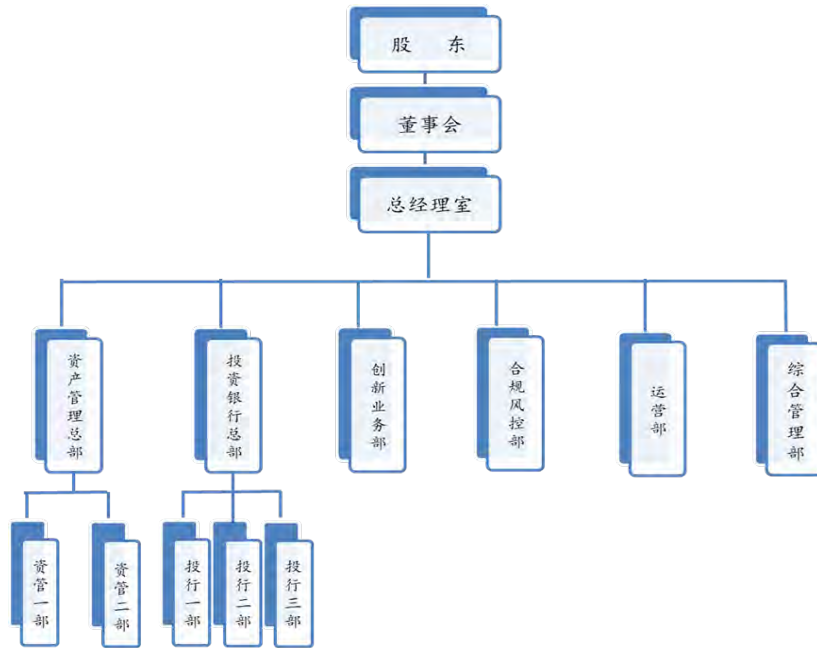 股 东
董事会
总经理室
资产管理总部
投资银行总部
创新业务部
合规风控部
运营部
综合管理部
资管一部
资管二部
投行一部
投行二部
投行三部